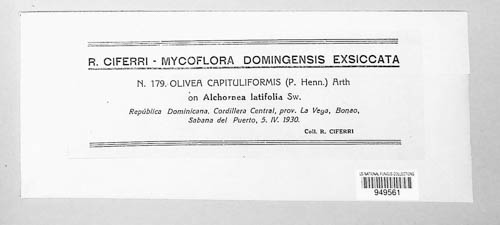 R. CIFERRI - MYCOFLORA DOMINGENSIS EXSICCATA
N. 179. OLIVEA CAPITULIFORMIS (P. Henn.) Arth
on Alchornea latifolia Sw.
República Dominicana. Cordillera Central, prov. La Vega, Bonao,
Sabana del Puerto, 5. IV. 1930.
Coll. R. CIFERRI
US NATIONAL FUNGUS COLLECTIONS
949561